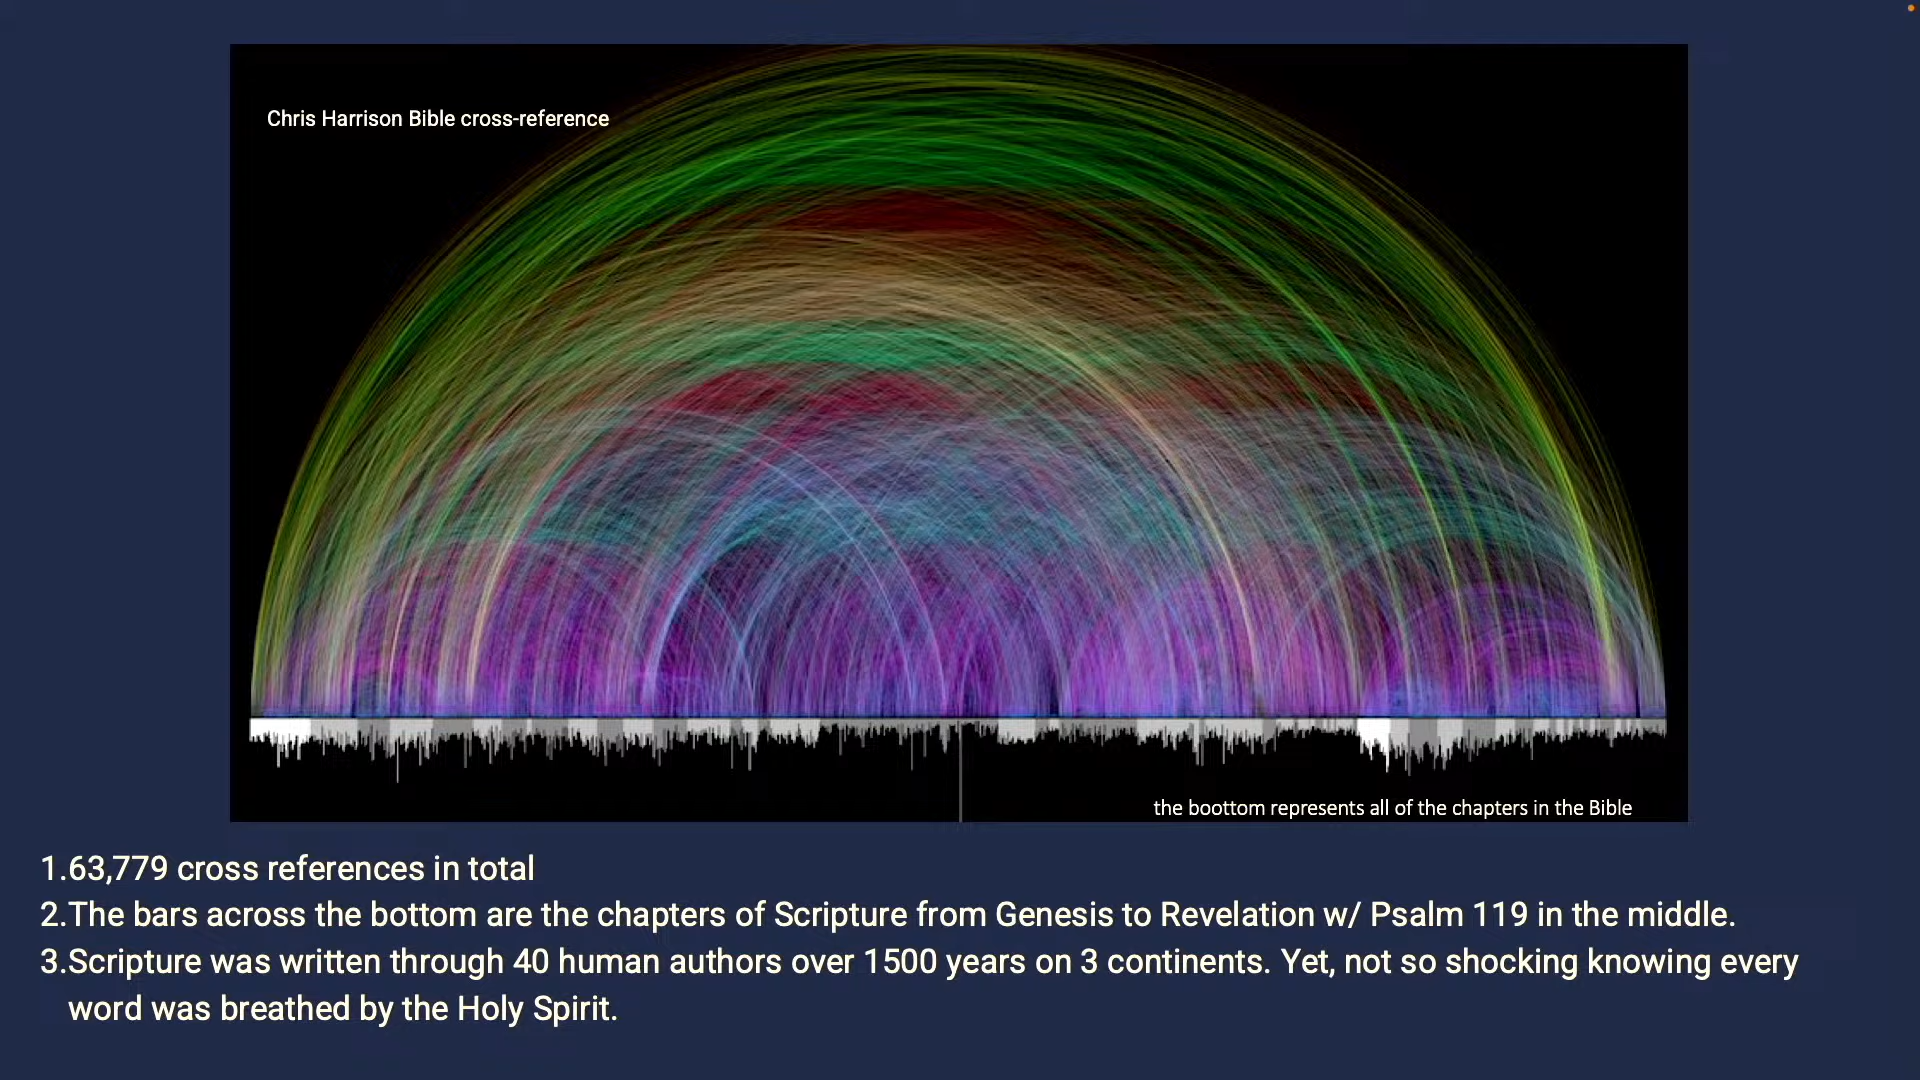 Chris Harrison Bible cross-reference
the boottom represents all of the chapters in the Bible
1.63,779 cross references in total
2.The bars across the bottom are the chapters of Scripture from Genesis to Revelation w/ Psalm 119 in the middle.
3.Scripture was written through 40 human authors over 1500 years on 3 continents. Yet, not so shocking knowing every
word was breathed by the Holy Spirit.